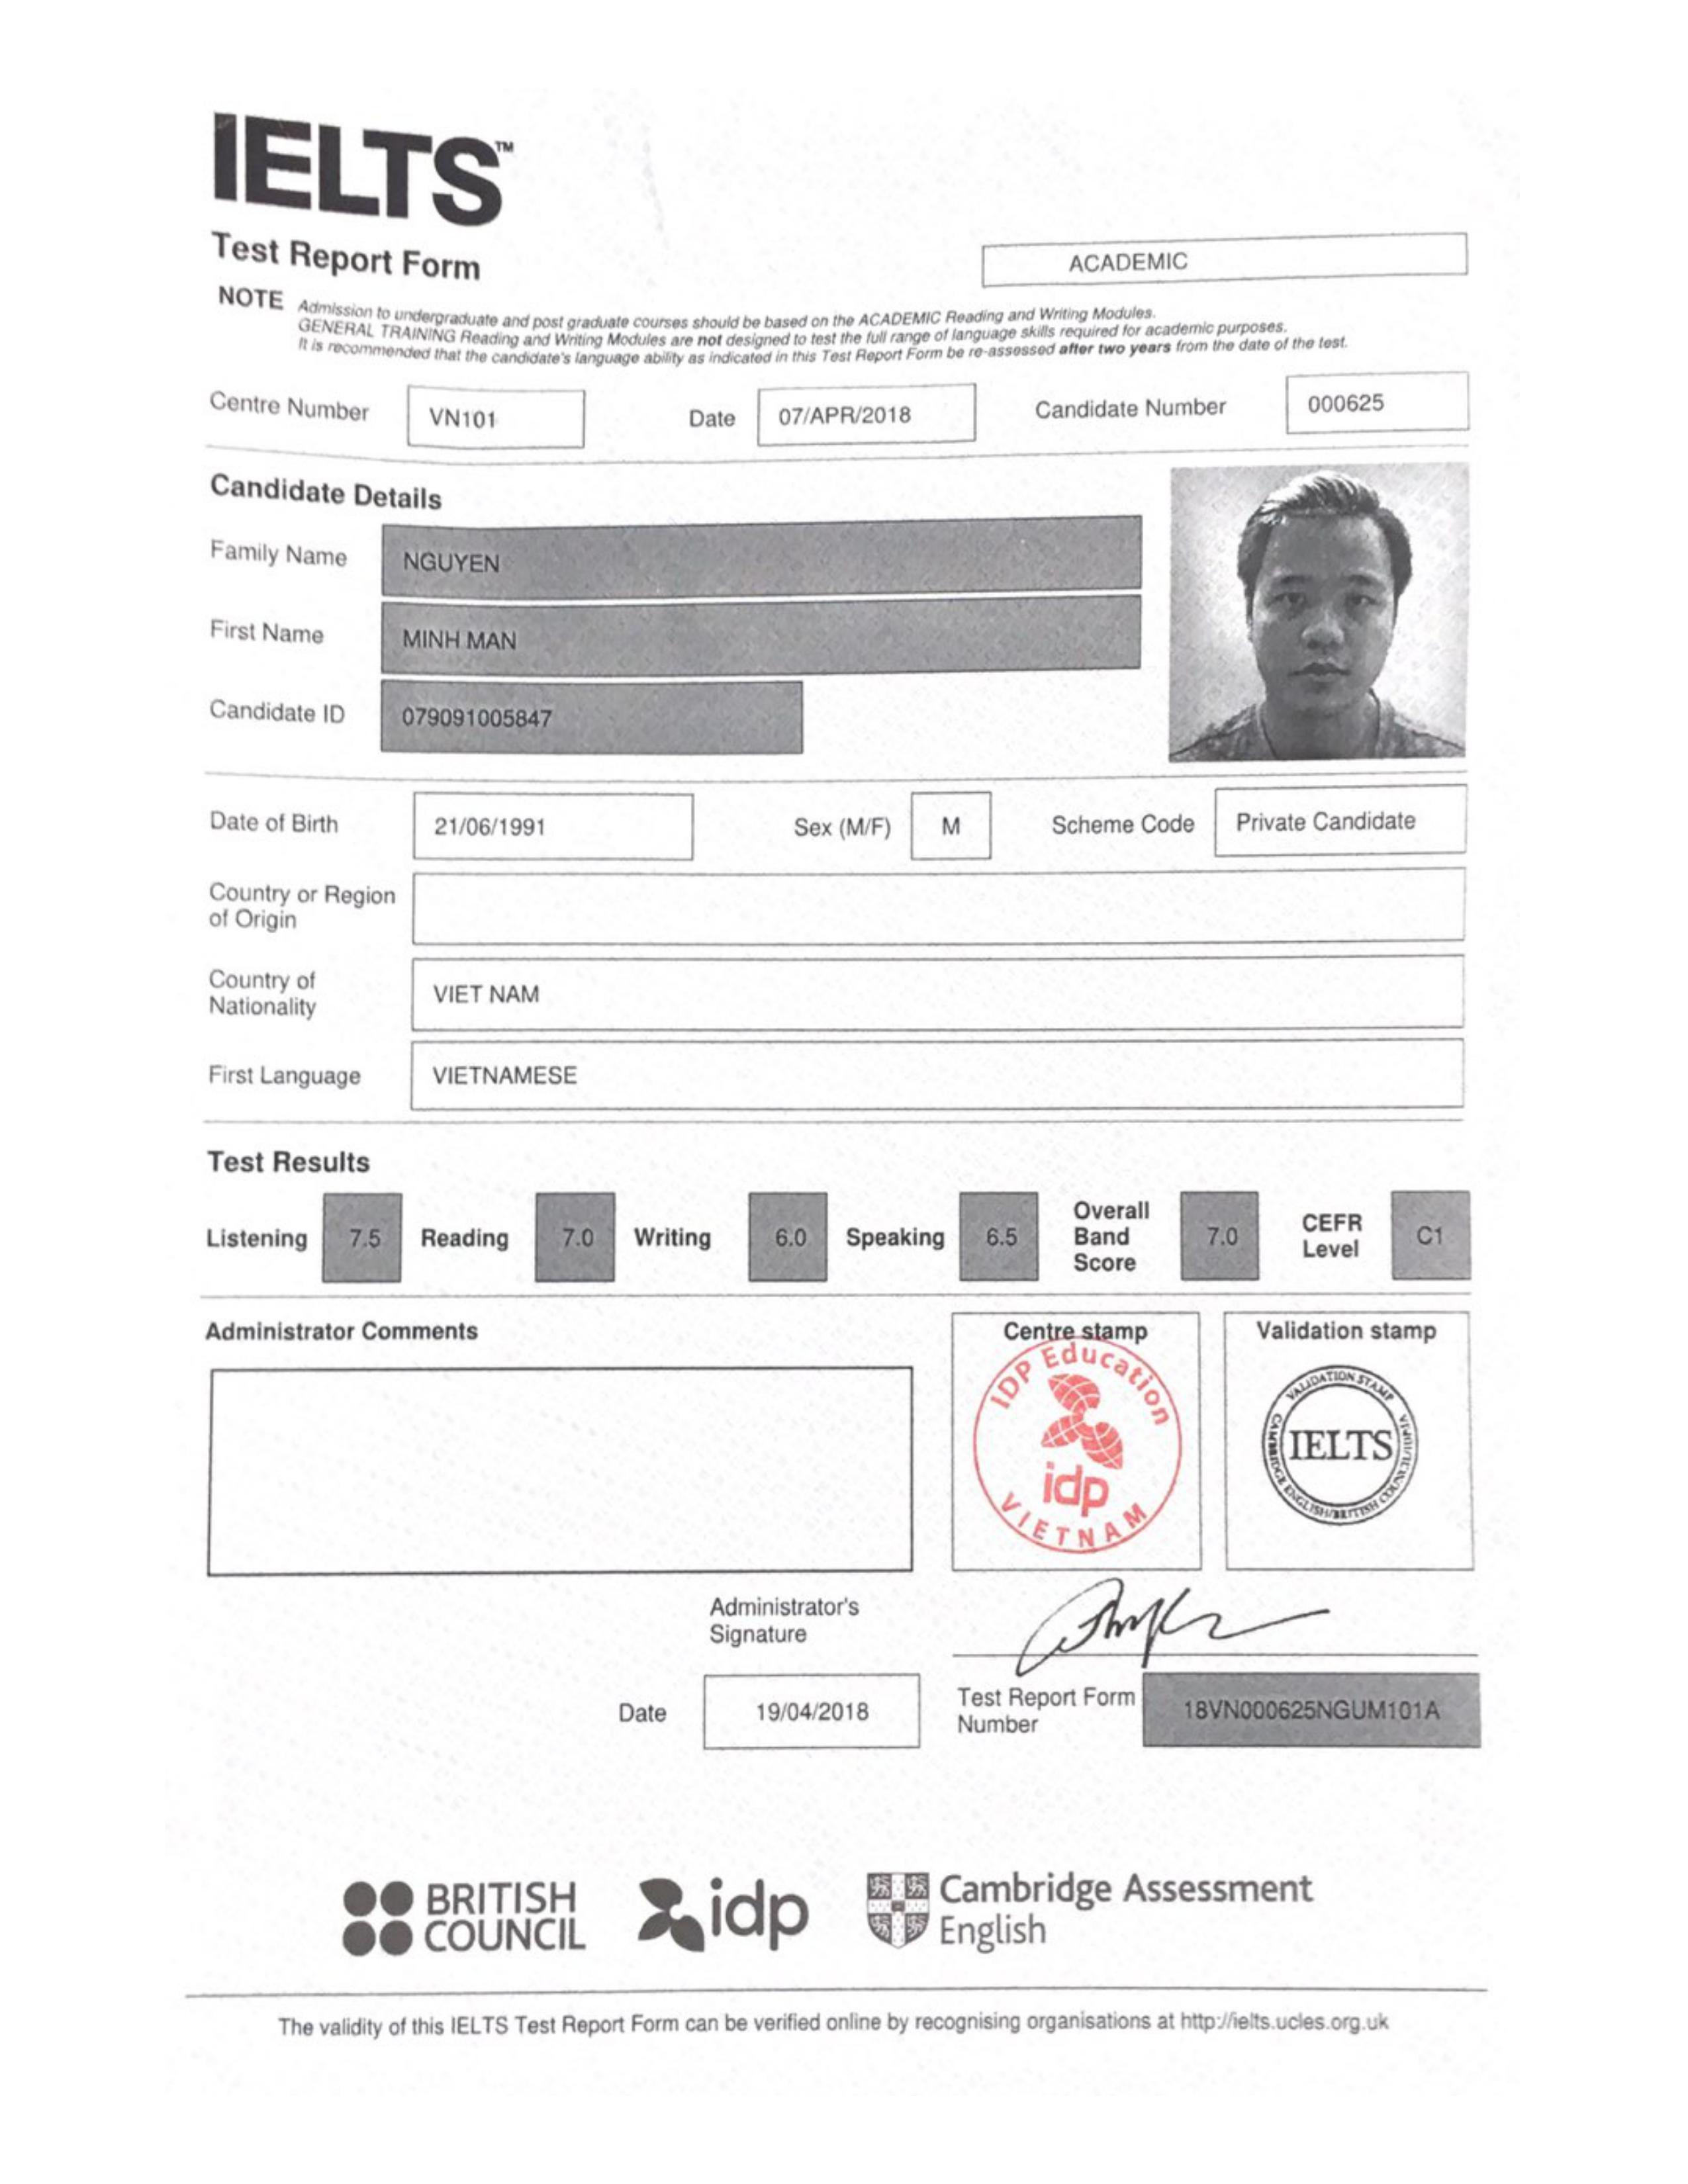 IELTS™
Test Report Form
ACADEMIC
NOTE Admission to undergraduate and post graduate courses should be based on the ACADEMIC Reading and Writing Modules.
GENERAL TRAINING Reading and Writing Modules are not designed to test the full range of language skills required for academic purposes.
It is recommended that the candidate's language ability as indicated in this Test Report Form be re-assessed after two years from the date of the test.
Centre Number VN101 Date 07/APR/2018 Candidate Number 000625
Candidate Details
Family Name NGUYEN
First Name MINH MAN
Candidate ID 079091005847
Date of Birth 21/06/1991 Sex (M/F) M Scheme Code Private Candidate
Country or Region
of Origin
Country of
Nationality VIET NAM
First Language VIETNAMESE
Test Results
Listening 7.5 Reading 7.0 Writing 6.0 Speaking 6.5 Overall Band Score 7.0 CEFR Level C1
Administrator Comments
Centre stamp
IDP Education
idp
VIETNAM
Validation stamp
VALIDATION STAMP
IELTS
CAMBRIDGE ENGLISH/BRITISH COUNCIL/IDP:IA
Administrator's
Signature
Date 19/04/2018
Test Report Form
Number 18VN000625NGUM101A
BRITISH
COUNCIL
idp
Cambridge Assessment
English
The validity of this IELTS Test Report Form can be verified online by recognising organisations at http://ielts.ucles.org.uk